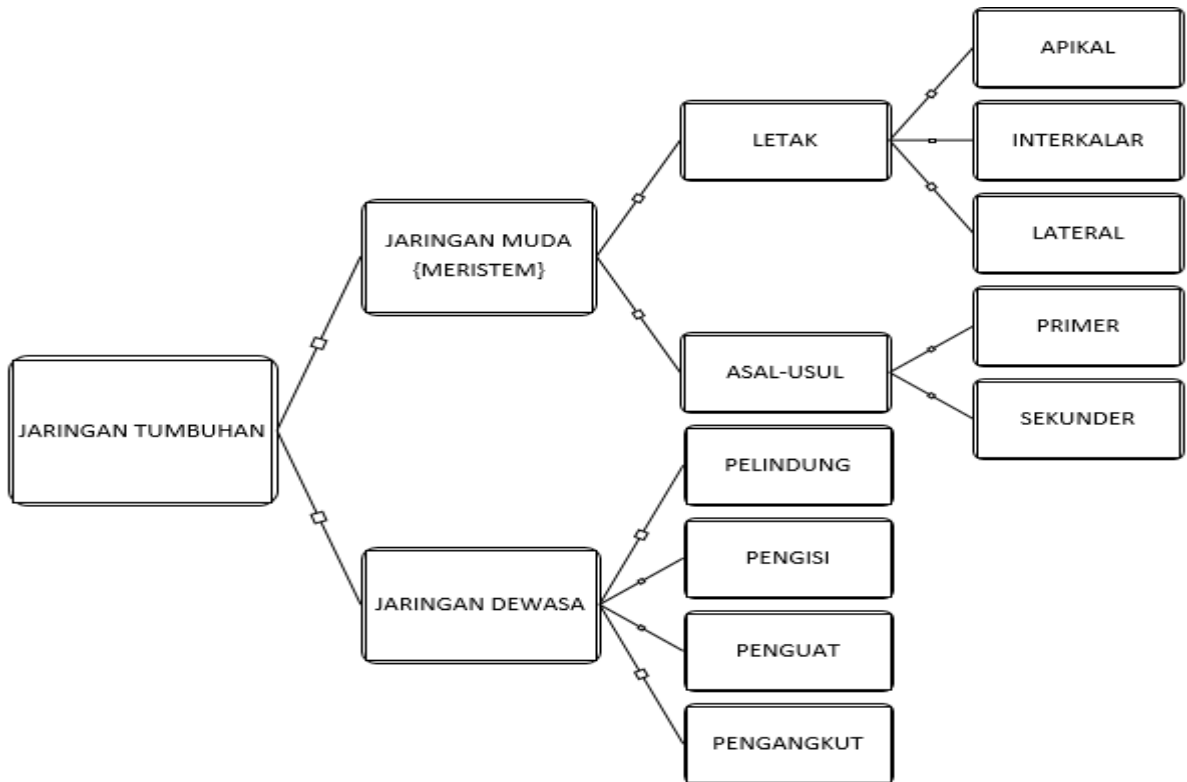 JARINGAN TUMBUHAN
JARINGAN MUDA
{MERISTEM}
LETAK
APIKAL
INTERKALAR
LATERAL
ASAL-USUL
PRIMER
SEKUNDER
JARINGAN DEWASA
PELINDUNG
PENGISI
PENGUAT
PENGANGKUT